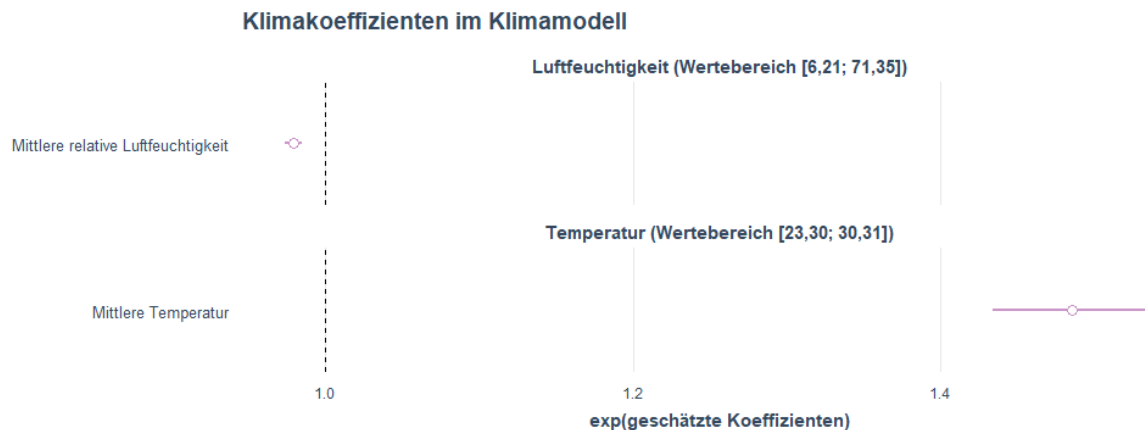 Klimakoeffizienten im Klimamodell
Luftfeuchtigkeit (Wertebereich [6,21; 71,35])
Mittlere relative Luftfeuchtigkeit
Temperatur (Wertebereich [23,30; 30,31])
Mittlere Temperatur
1.0 1.2 1.4
exp(geschätzte Koeffizienten)